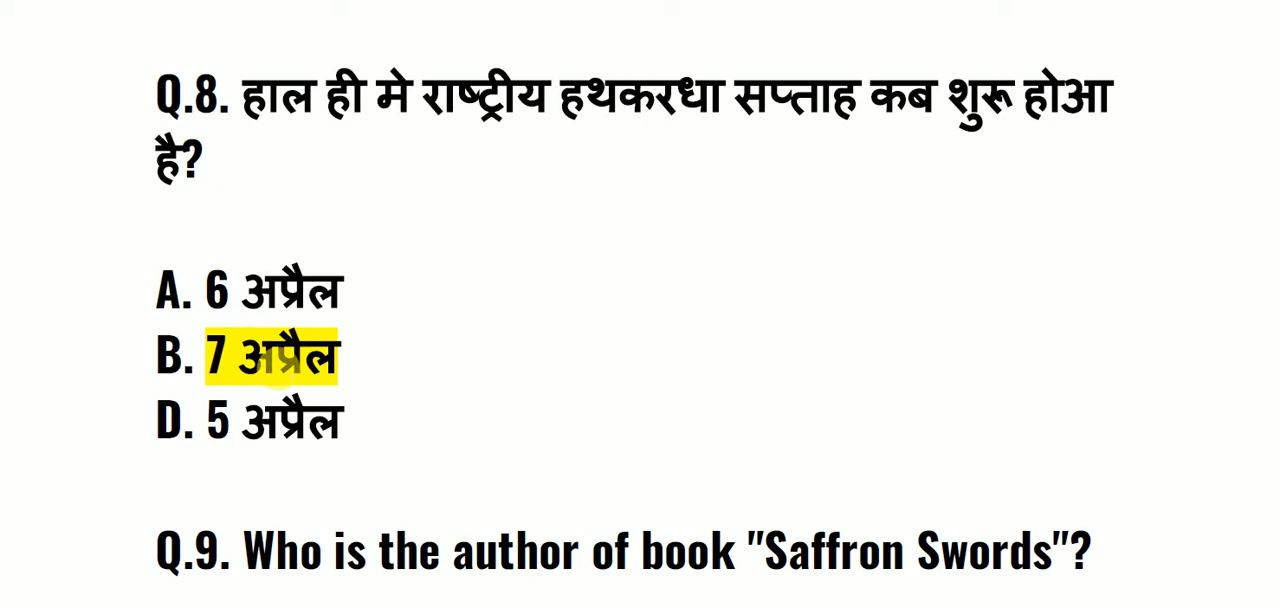 Q.8. हाल ही मे राष्ट्रीय हथकरधा सप्ताह कब शुरू होआ
है?
A. 6 अप्रैल
B. 7 अप्रैल
D. 5 अप्रैल
Q.9. Who is the author of book "Saffron Swords"?